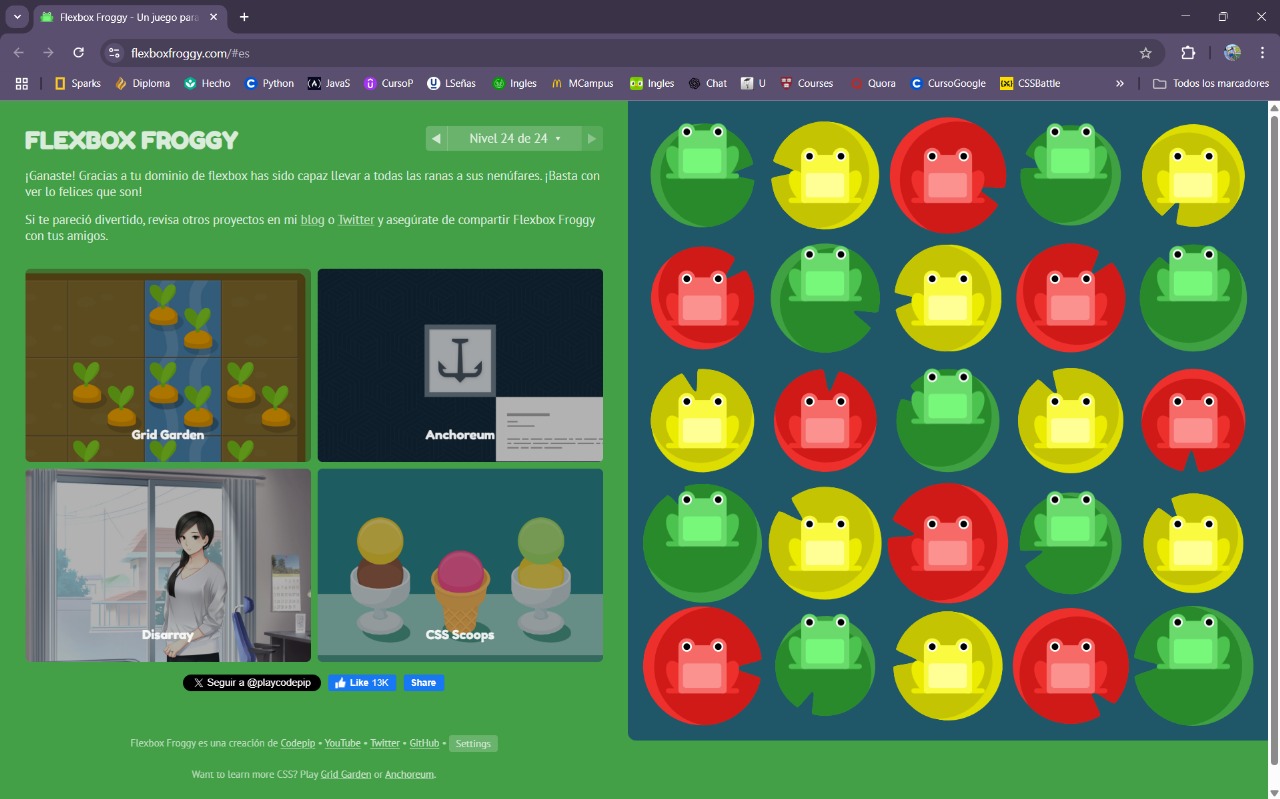 Flexbox Froggy - Un juego para
flexboxfroggy.com/#es
Sparks Diploma Hecho Python JavaS CursoP LSeñas Ingles MCampus Ingles Chat U Courses Quora CursoGoogle CSSBattle » Todos los marcadores
FLEXBOX FROGGY
Nivel 24 de 24
¡Ganaste! Gracias a tu dominio de flexbox has sido capaz llevar a todas las ranas a sus nenúfares. ¡Basta con
ver lo felices que son!
Si te pareció divertido, revisa otros proyectos en mi blog o Twitter y asegúrate de compartir Flexbox Froggy
con tus amigos.
Grid Garden
Anchoreum
Disarray
CSS Scoops
X Seguir a @playcodepip
Like 13K
Share
Flexbox Froggy es una creación de Codepip • YouTube • Twitter • GitHub • Settings
Want to learn more CSS? Play Grid Garden or Anchoreum.